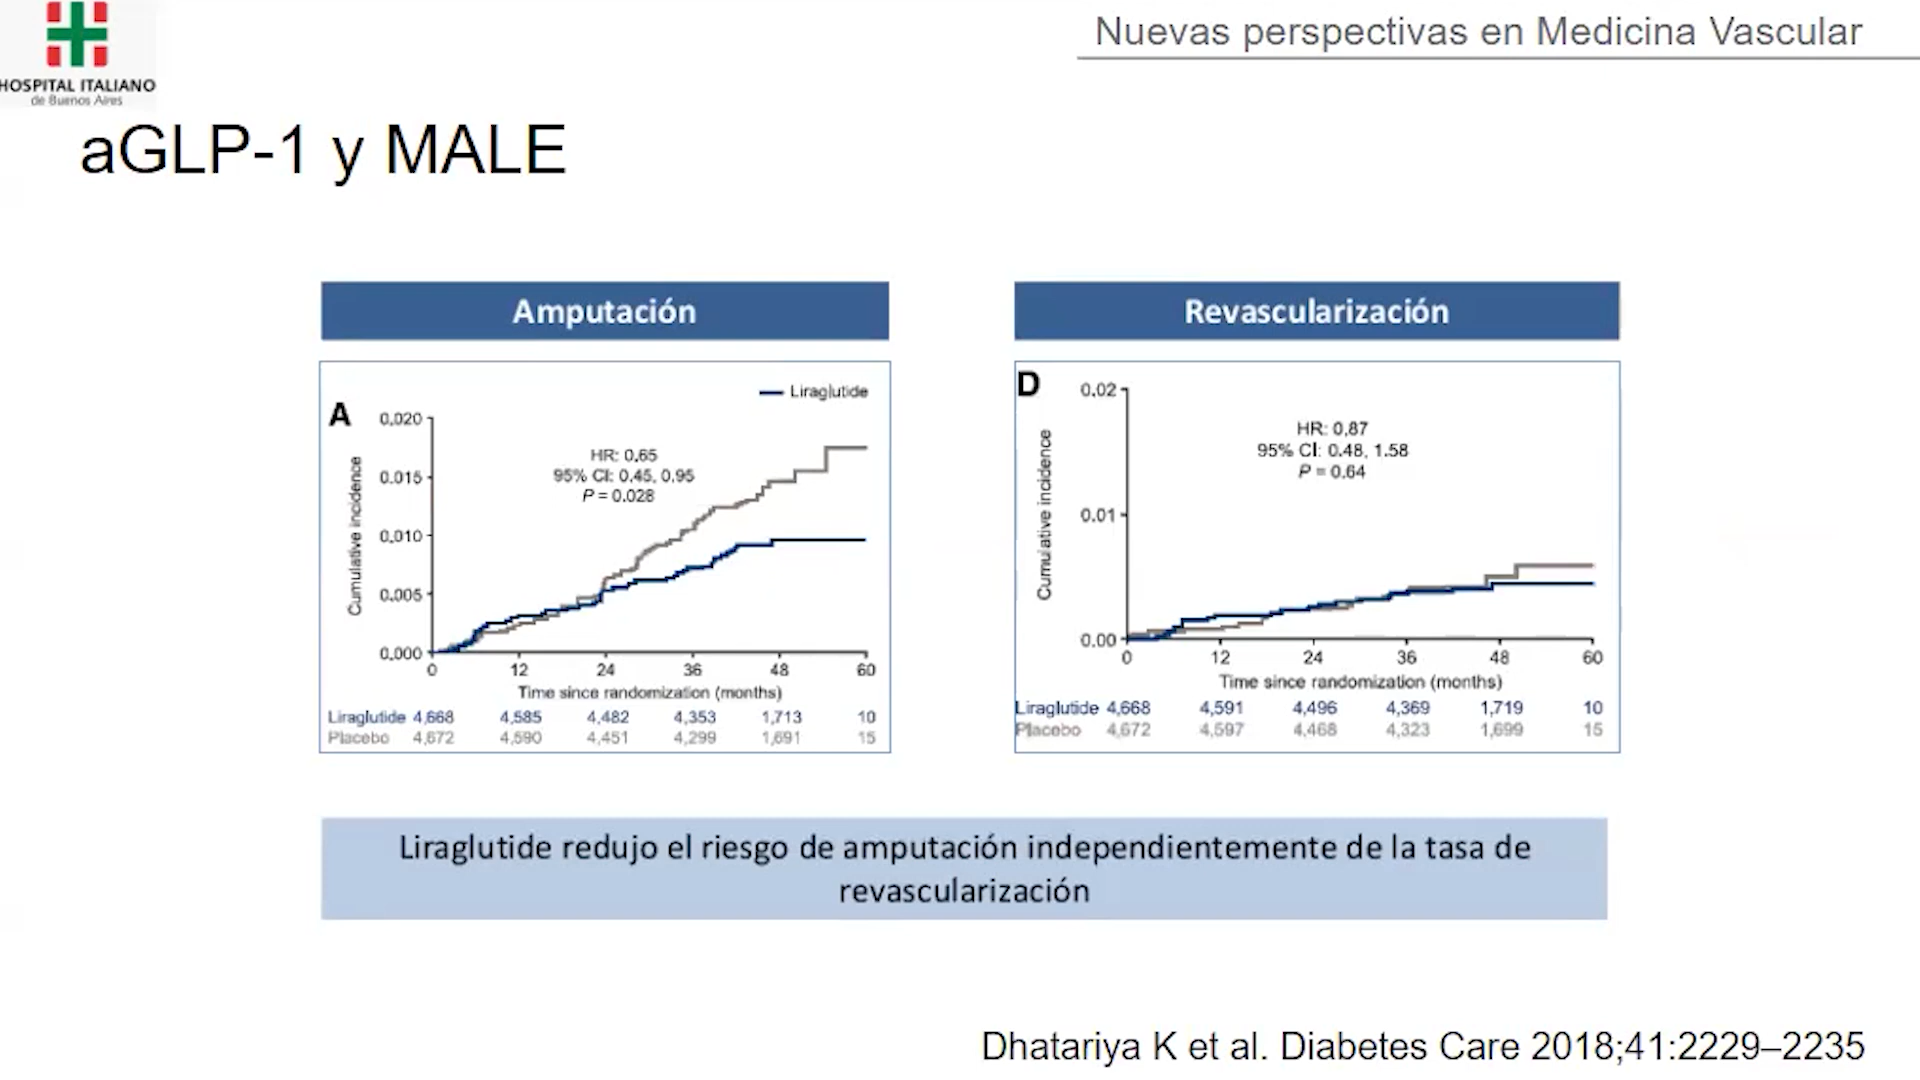 HOSPITAL ITALIANO
de Buenos Aires
Nuevas perspectivas en Medicina Vascular
aGLP-1 y MALE
Amputación
A
Liraglutide
HR: 0.65
95% CI: 0.45, 0.95
P = 0.028
Cumulative incidence
0.020
0.015
0.010
0.005
0.000
0 12 24 36 48 60
Time since randomization (months)
Liraglutide 4,668 4,585 4,482 4,353 1,713 10
Placebo 4,672 4,590 4,451 4,299 1,691 15
Revascularización
D
HR: 0.87
95% CI: 0.48, 1.58
P = 0.64
Cumulative incidence
0.02
0.01
0.00
0 12 24 36 48 60
Time since randomization (months)
Liraglutide 4,668 4,591 4,496 4,369 1,719 10
Placebo 4,672 4,597 4,468 4,323 1,699 15
Liraglutide redujo el riesgo de amputación independientemente de la tasa de
revascularización
Dhatariya K et al. Diabetes Care 2018;41:2229–2235